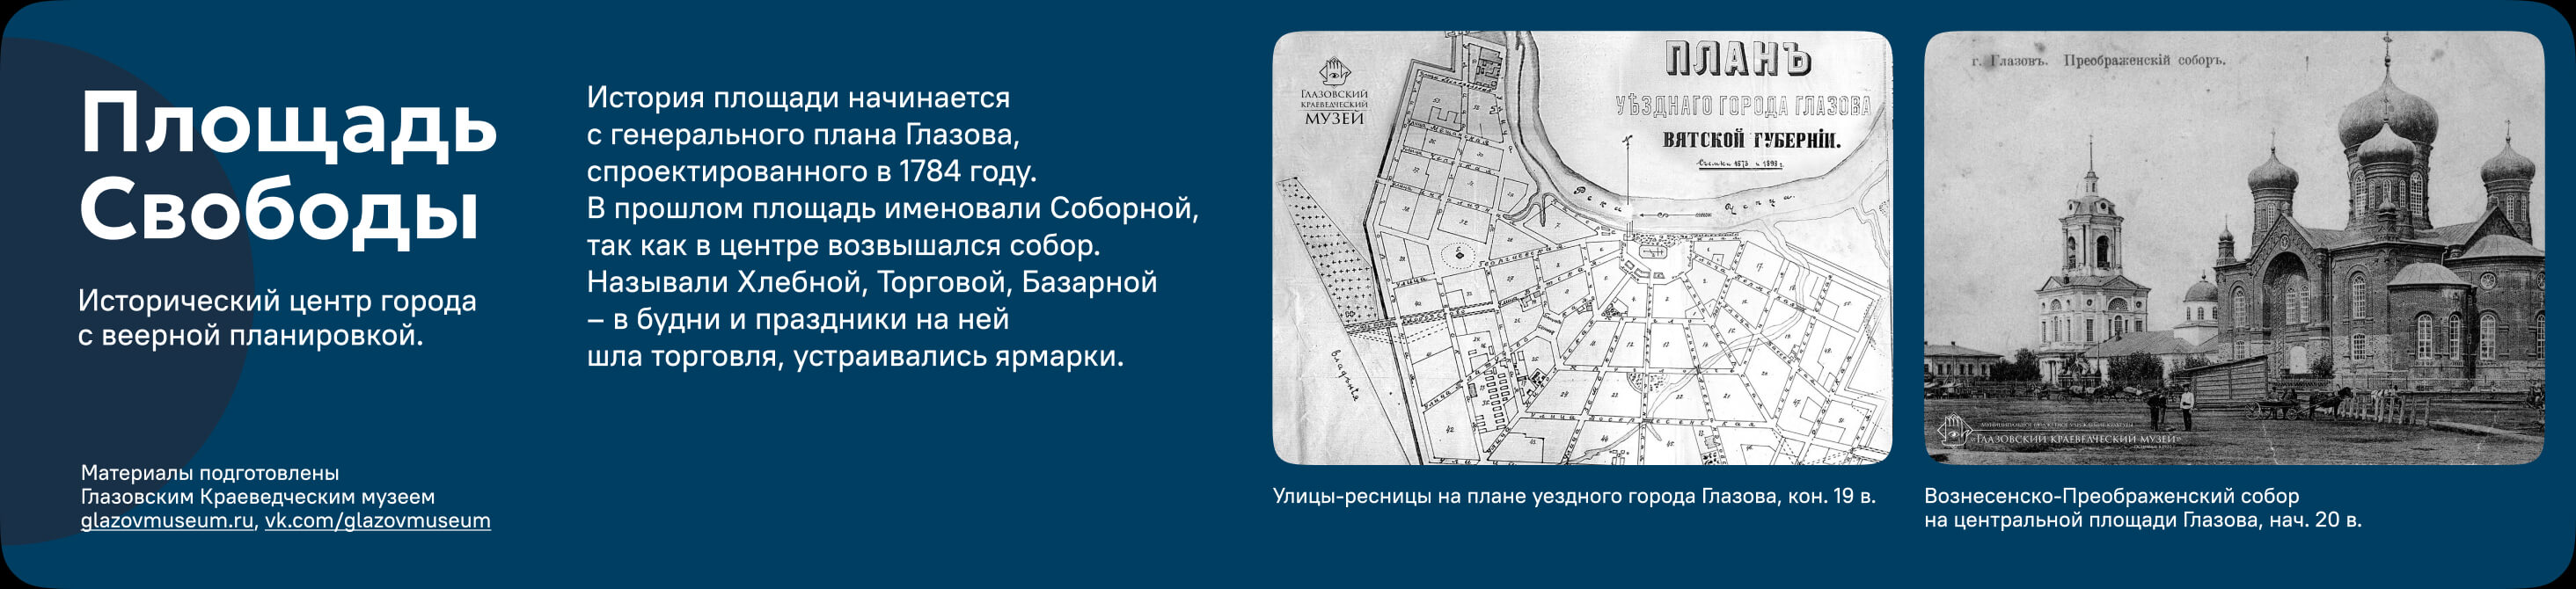 Площадь
Свободы
Исторический центр города
с веерной планировкой.
Материалы подготовлены
Глазовским Краеведческим музеем
glazovmuseum.ru, vk.com/glazovmuseum
История площади начинается
с генерального плана Глазова,
спроектированного в 1784 году.
В прошлом площадь именовали Соборной,
так как в центре возвышался собор.
Называли Хлебной, Торговой, Базарной
– в будни и праздники на ней
шла торговля, устраивались ярмарки.
Глазовский
краеведческий
музей
ПЛАНЪ
УѢЗДНАГО ГОРОДА ГЛАЗОВА
ВЯТСКОЙ ГУБЕРНІИ.
Рѣка Чепца.
Улицы-ресницы на плане уездного города Глазова, кон. 19 в.
г. Глазовъ. Преображенскій соборъ.
«Глазовский краеведческий музей»
Вознесенско-Преображенский собор
на центральной площади Глазова, нач. 20 в.